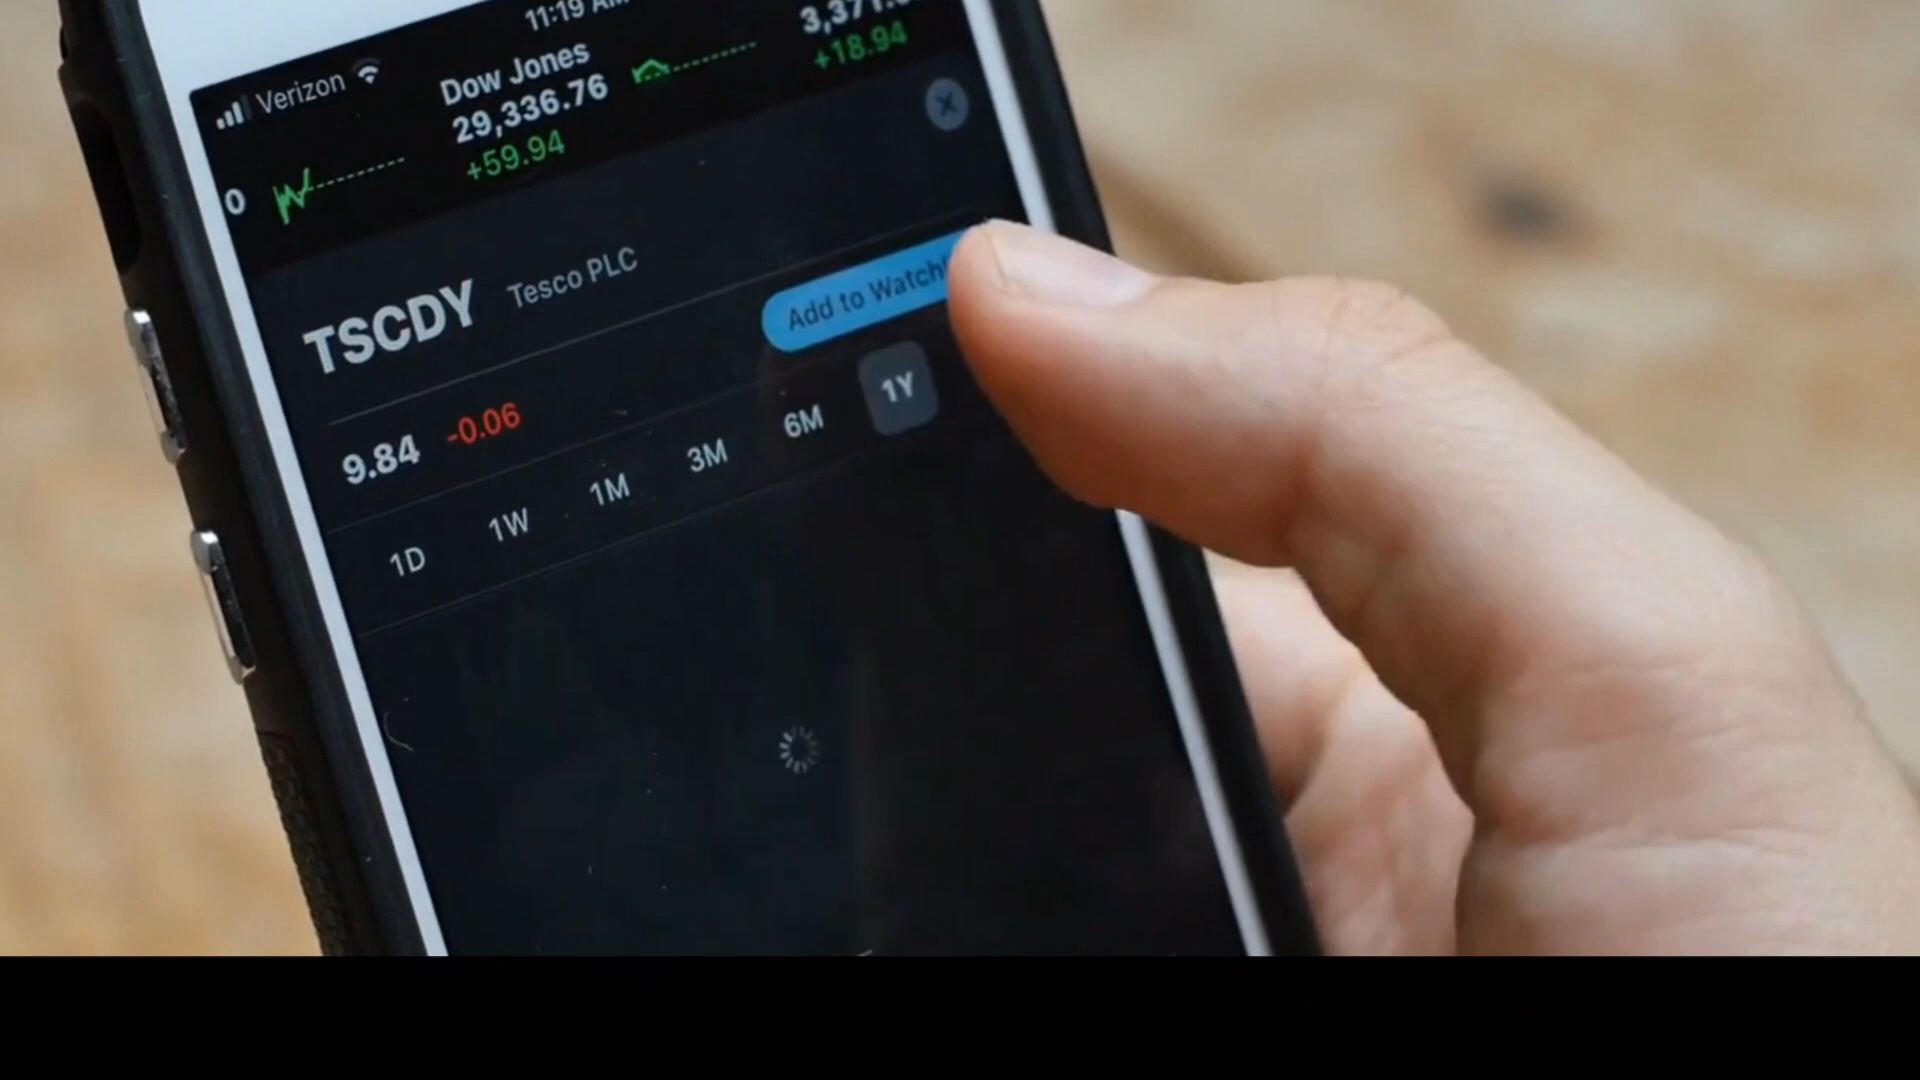 11:19 AM
Verizon
Dow Jones
29,336.76
+59.94
+18.94
0
TSCDY Tesco PLC
Add to
9.84 -0.06
1D 1W 1M 3M 6M 1Y